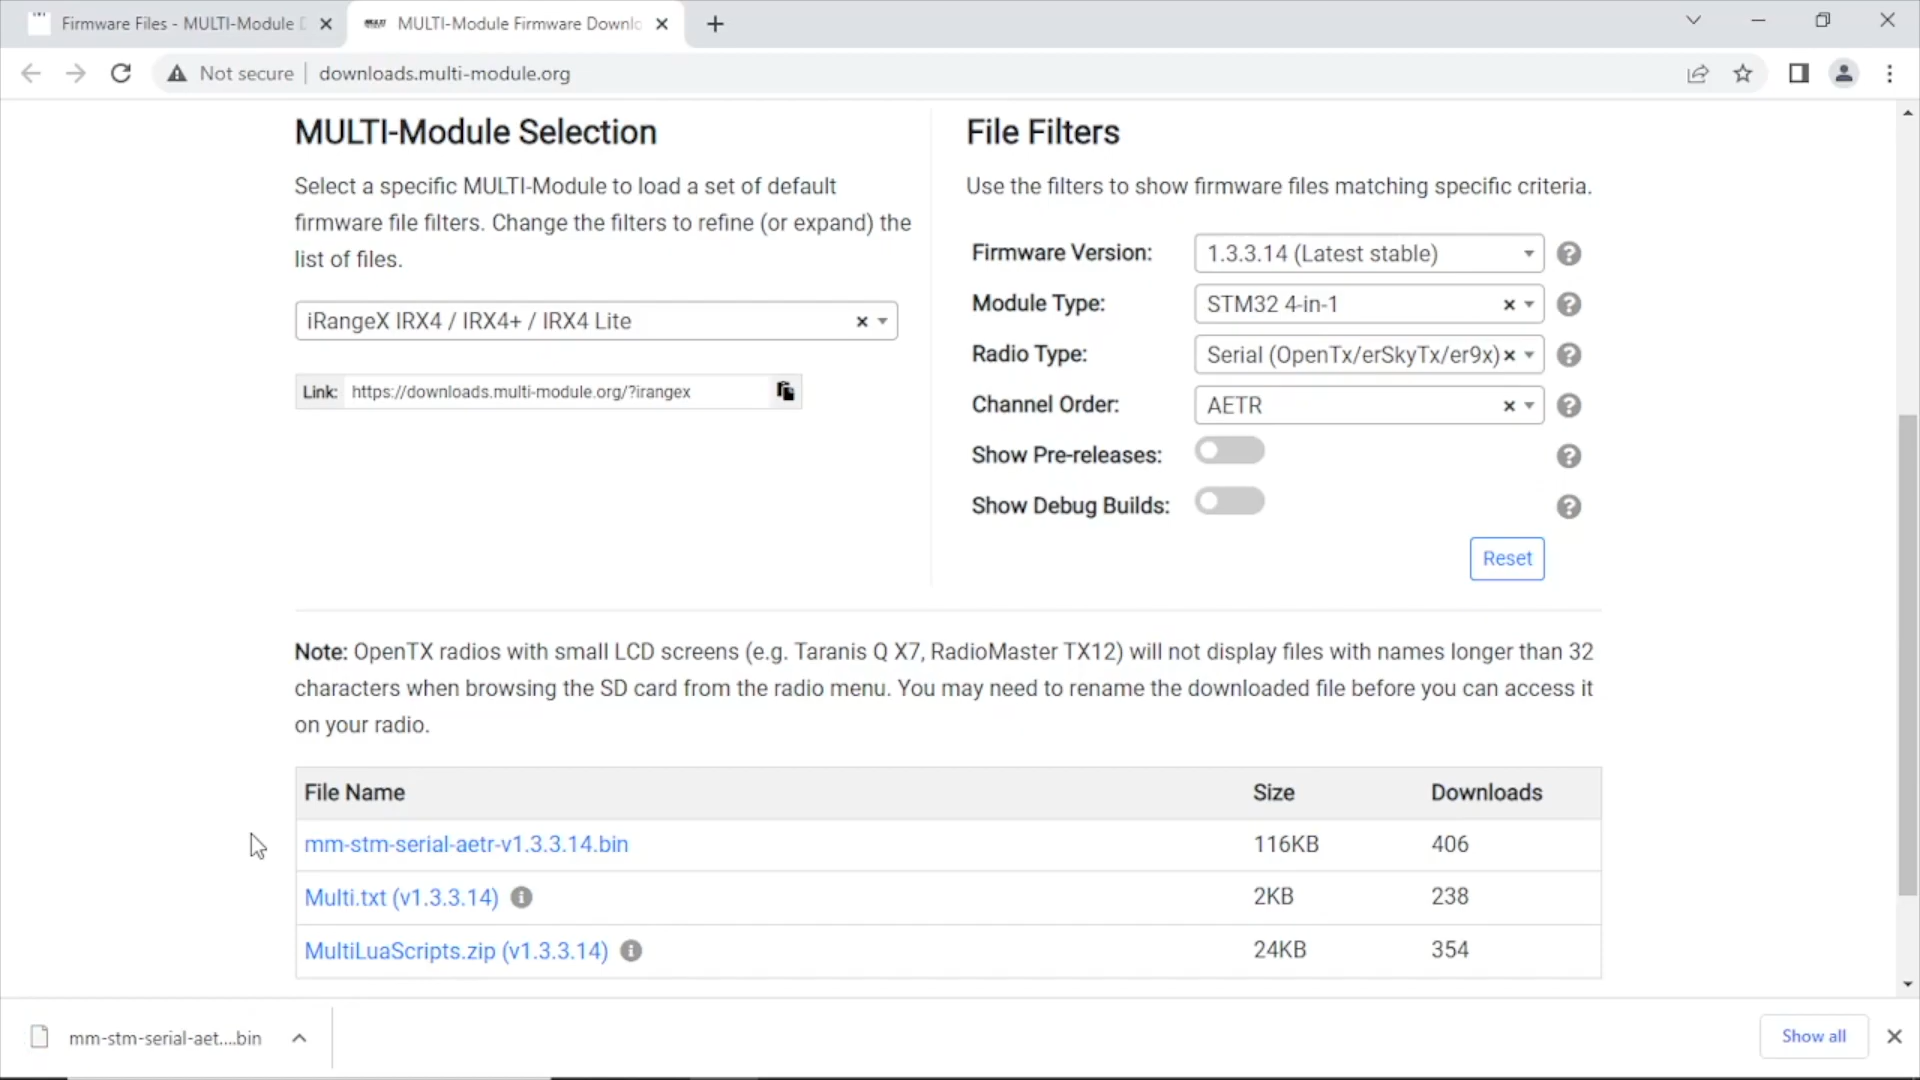 Firmware Files - MULTI-Module
MULTI-Module Firmware Downlo
Not secure
downloads.multi-module.org
MULTI-Module Selection
Select a specific MULTI-Module to load a set of default
firmware file filters. Change the filters to refine (or expand) the
list of files.
iRangeX IRX4 / IRX4+ / IRX4 Lite
Link: https://downloads.multi-module.org/?irangex
File Filters
Use the filters to show firmware files matching specific criteria.
Firmware Version: 1.3.3.14 (Latest stable)
Module Type: STM32 4-in-1
Radio Type: Serial (OpenTx/erSkyTx/er9x)
Channel Order: AETR
Show Pre-releases:
Show Debug Builds:
Reset
Note: OpenTX radios with small LCD screens (e.g. Taranis Q X7, RadioMaster TX12) will not display files with names longer than 32
characters when browsing the SD card from the radio menu. You may need to rename the downloaded file before you can access it
on your radio.
File Name Size Downloads
mm-stm-serial-aetr-v1.3.3.14.bin 116KB 406
Multi.txt (v1.3.3.14) 2KB 238
MultiLuaScripts.zip (v1.3.3.14) 24KB 354
mm-stm-serial-aet....bin
Show all